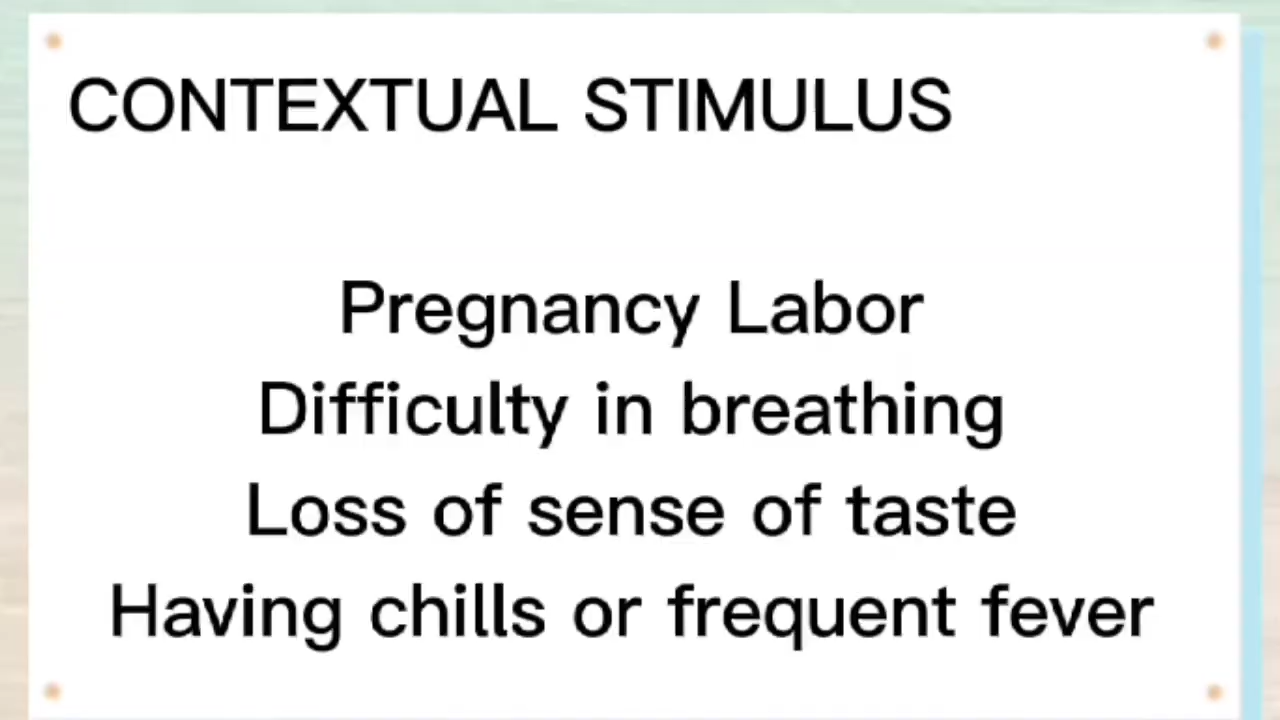 CONTEXTUAL STIMULUS
Pregnancy Labor
Difficulty in breathing
Loss of sense of taste
Having chills or frequent fever